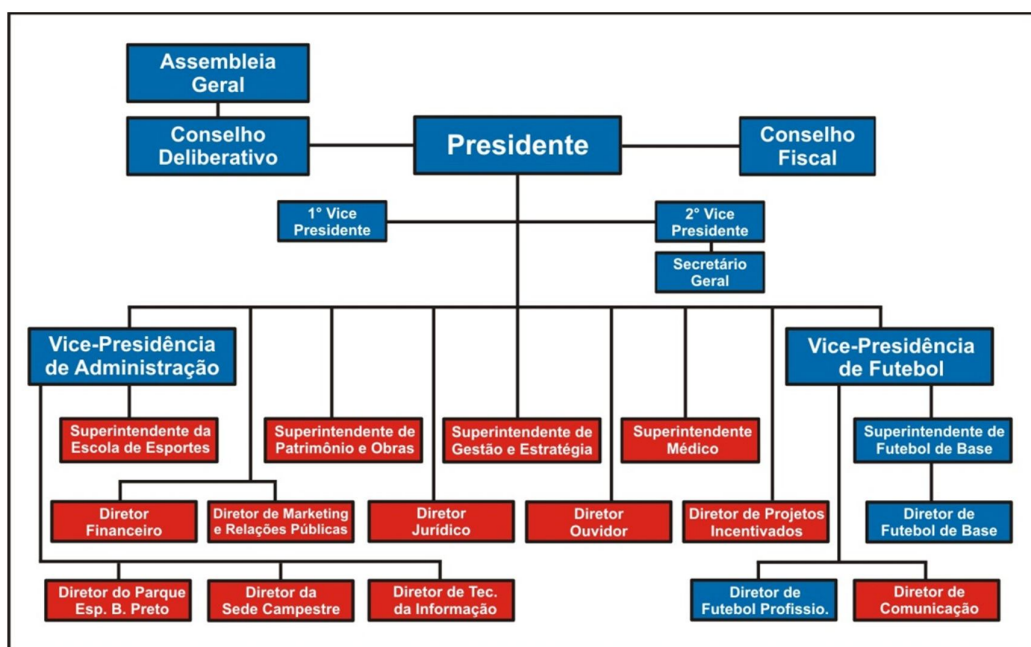 Assembleia
Geral
Conselho
Deliberativo
Presidente
Conselho
Fiscal
1° Vice
Presidente
2° Vice
Presidente
Secretário
Geral
Vice-Presidência
de Administração
Vice-Presidência
de Futebol
Superintendente da
Escola de Esportes
Superintendente de
Patrimônio e Obras
Superintendente de
Gestão e Estratégia
Superintendente
Médico
Superintendente de
Futebol de Base
Diretor
Financeiro
Diretor de Marketing
e Relações Públicas
Diretor
Jurídico
Diretor
Ouvidor
Diretor de Projetos
Incentivados
Diretor de
Futebol de Base
Diretor do Parque
Esp. B. Preto
Diretor da
Sede Campestre
Diretor de Tec.
da Informação
Diretor de
Futebol Profissio.
Diretor de
Comunicação